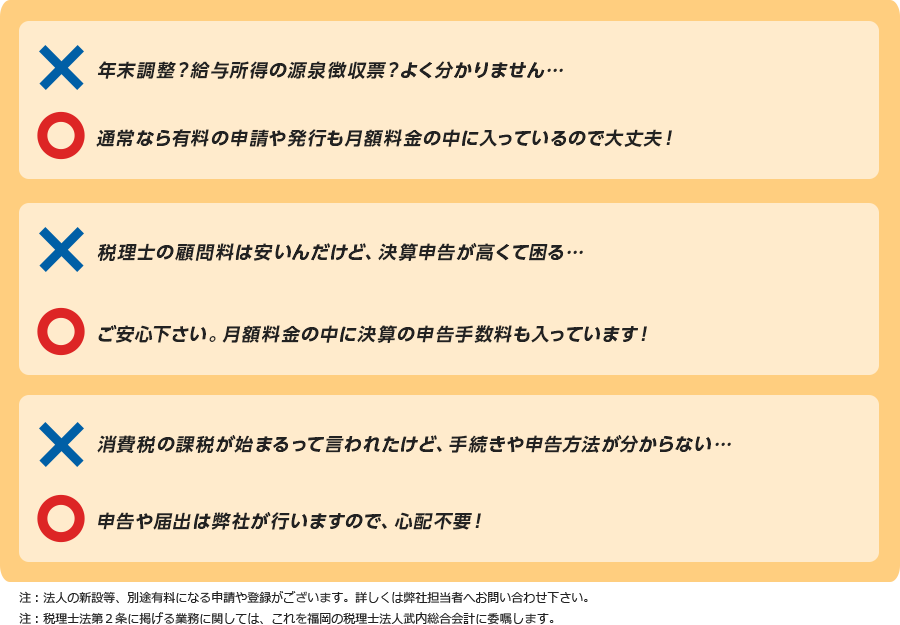 年末調整？給与所得の源泉徴収票？よく分かりません…
通常なら有料の申請や発行も月額料金の中に入っているので大丈夫！
税理士の顧問料は安いんだけど、決算申告が高くて困る…
ご安心下さい。月額料金の中に決算の申告手数料も入っています！
消費税の課税が始まるって言われたけど、手続きや申告方法が分からない…
申告や届出は弊社が行いますので、心配不要！
注：法人の新設等、別途有料になる申請や登録がございます。詳しくは弊社担当者へお問い合わせ下さい。
注：税理士法第２条に掲げる業務に関しては、これを福岡の税理士法人武内総合会計に委嘱します。